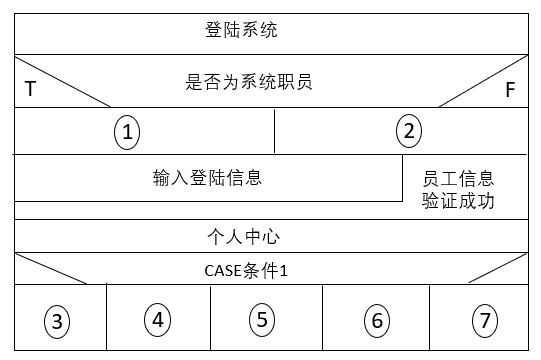 登陆系统
是否为系统职员
T
F
① ②
输入登陆信息
员工信息
验证成功
个人中心
CASE条件1
③ ④ ⑤ ⑥ ⑦